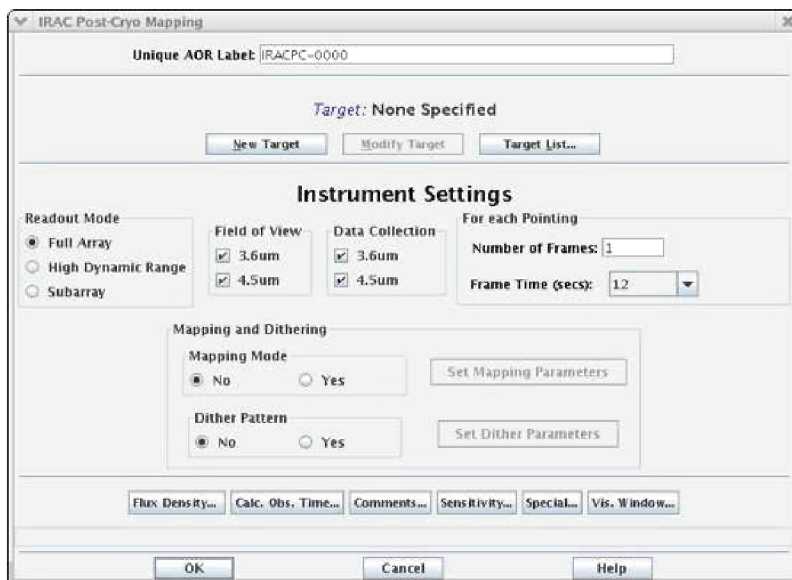 IRAC Post-Cryo Mapping
Unique AOR Label: IRACPC-0000
Target: None Specified
New Target Modify Target Target List...
Instrument Settings
Readout Mode
Full Array
High Dynamic Range
Subarray
Field of View
3.6um
4.5um
Data Collection
3.6um
4.5um
For each Pointing
Number of Frames: 1
Frame Time (secs): 12
Mapping and Dithering
Mapping Mode
No Yes
Set Mapping Parameters
Dither Pattern
No Yes
Set Dither Parameters
Flux Density... Calc. Obs. Time... Comments... Sensitivity... Special... Vis. Window...
OK Cancel Help